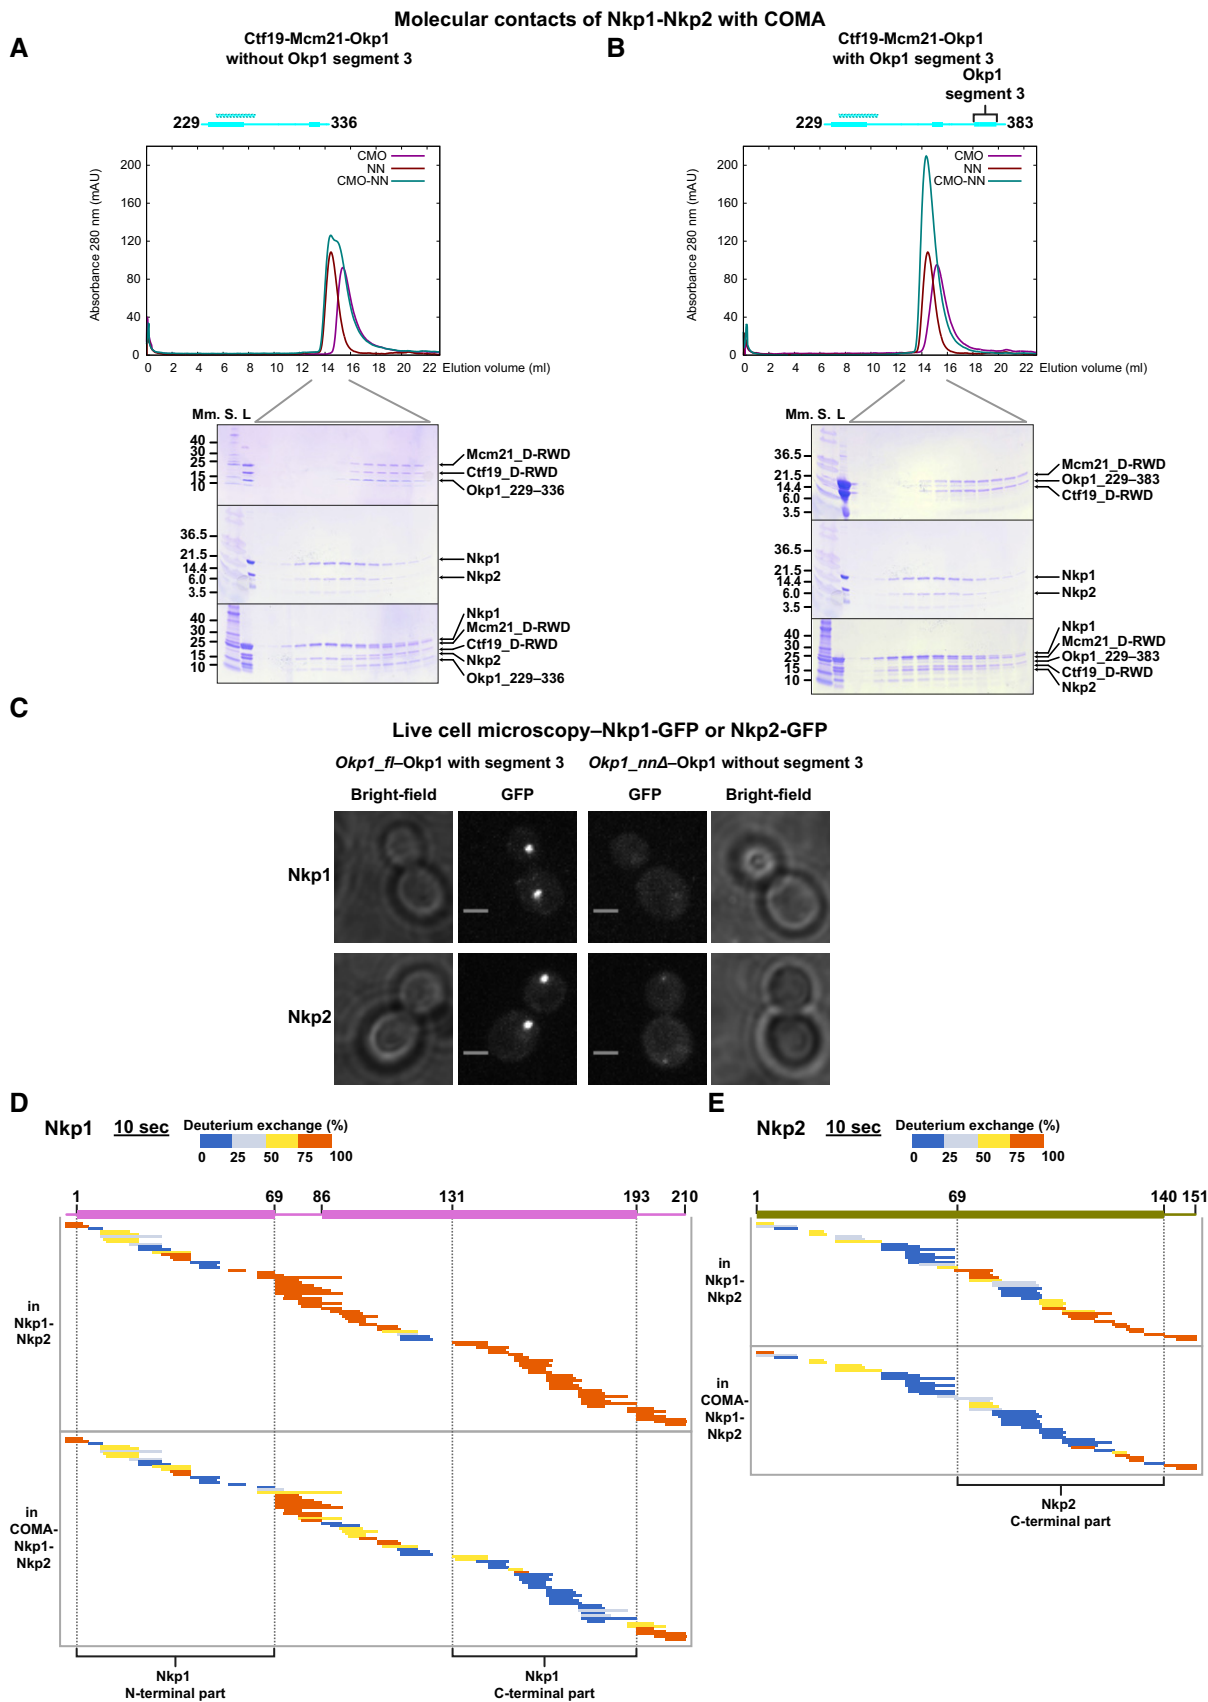 Molecular contacts of Nkp1-Nkp2 with COMA
A
Ctf19-Mcm21-Okp1
without Okp1 segment 3
229
336
Absorbance 280 nm (mAU)
200
160
120
80
40
0
CMO
NN
CMO-NN
0 2 4 6 8 10 12 14 16 18 20 22 Elution volume (ml)
Mm. S. L
40
30
25
15
10
Mcm21_D-RWD
Ctf19_D-RWD
Okp1_229–336
36.5
21.5
14.4
6.0
3.5
Nkp1
Nkp2
40
30
25
15
10
Nkp1
Mcm21_D-RWD
Ctf19_D-RWD
Nkp2
Okp1_229–336
B
Ctf19-Mcm21-Okp1
with Okp1 segment 3
Okp1
segment 3
229
383
Absorbance 280 nm (mAU)
200
160
120
80
40
0
CMO
NN
CMO-NN
0 2 4 6 8 10 12 14 16 18 20 22 Elution volume (ml)
Mm. S. L
36.5
21.5
14.4
6.0
3.5
Mcm21_D-RWD
Okp1_229–383
Ctf19_D-RWD
36.5
21.5
14.4
6.0
3.5
Nkp1
Nkp2
40
30
25
15
10
Nkp1
Mcm21_D-RWD
Okp1_229–383
Ctf19_D-RWD
Nkp2
C
Live cell microscopy–Nkp1-GFP or Nkp2-GFP
Okp1_fl–Okp1 with segment 3
Okp1_nnΔ–Okp1 without segment 3
Bright-field GFP GFP Bright-field
Nkp1
Nkp2
D
Nkp1 10 sec Deuterium exchange (%)
0 25 50 75 100
1 69 86 131 193 210
in
Nkp1-
Nkp2
in
COMA-
Nkp1-
Nkp2
Nkp1
N-terminal part
Nkp1
C-terminal part
E
Nkp2 10 sec Deuterium exchange (%)
0 25 50 75 100
1 69 140 151
in
Nkp1-
Nkp2
in
COMA-
Nkp1-
Nkp2
Nkp2
C-terminal part